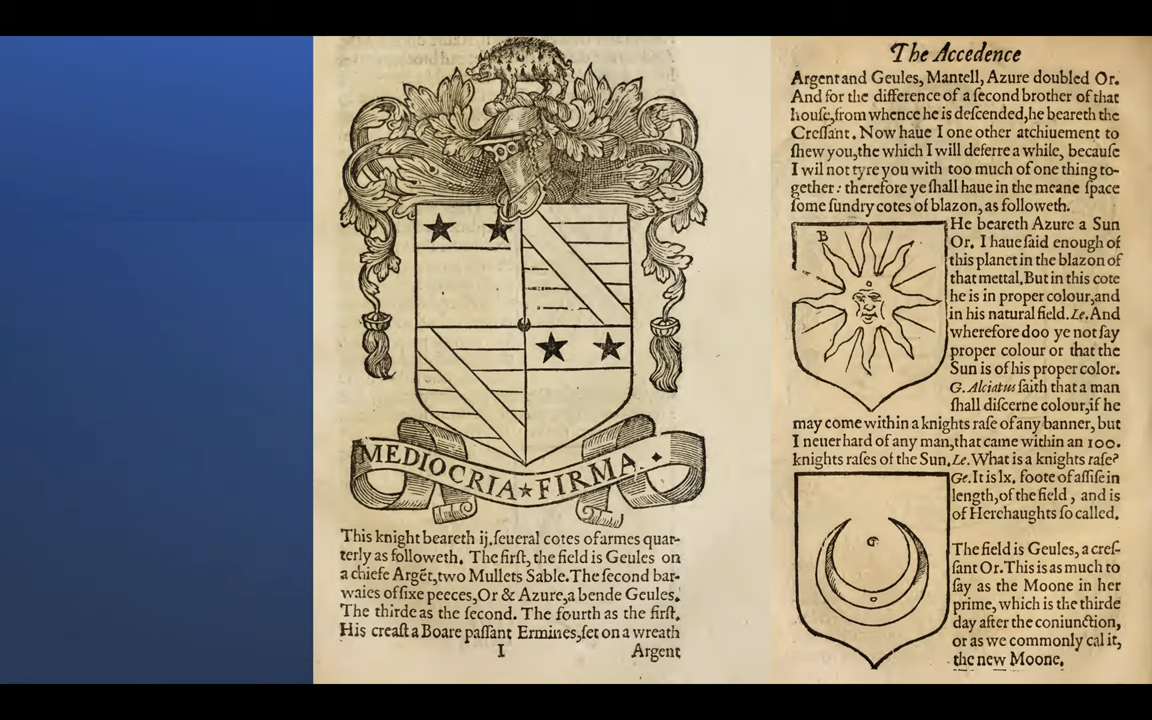 MEDIOCRIA★FIRMA.
This knight beareth ij. ſeueral cotes of armes quar-
terly as followeth. The firſt, the field is Geules on
a chiefe Argẽt, two Mullets Sable. The ſecond bar-
waies of ſixe peeces, Or & Azure, a bende Geules.
The thirde as the ſecond. The fourth as the firſt.
His creaſt a Boare paſſant Ermines, ſet on a wreath
I Argent
The Accedence
Argent and Geules, Mantell, Azure doubled Or.
And for the difference of a ſecond brother of that
houſe, from whence he is deſcended, he beareth the
Creſſant. Now haue I one other atchiuement to
ſhew you, the which I will deferre a while, becauſe
I wil not tyre you with too much of one thing to-
gether: therefore ye ſhall haue in the meane ſpace
ſome ſundry cotes of blazon, as followeth.
B
He beareth Azure a Sun
Or. I haue ſaid enough of
this planet in the blazon of
that mettal. But in this cote
he is in proper colour, and
in his natural field. Le. And
wherefore doo ye not ſay
proper colour or that the
Sun is of his proper color.
G. Alciatus ſaith that a man
ſhall diſcerne colour, if he
may come within a knights raſe of any banner, but
I neuer hard of any man, that came within an 100.
knights raſes of the Sun. Le. What is a knights raſe?
Ge. It is lx. foote of aſſiſe in
length, of the field, and is
of Herehaughts ſo called.
G
The field is Geules, a creſ-
ſant Or. This is as much to
ſay as the Moone in her
prime, which is the thirde
day after the coniunction,
or as we commonly cal it,
the new Moone.